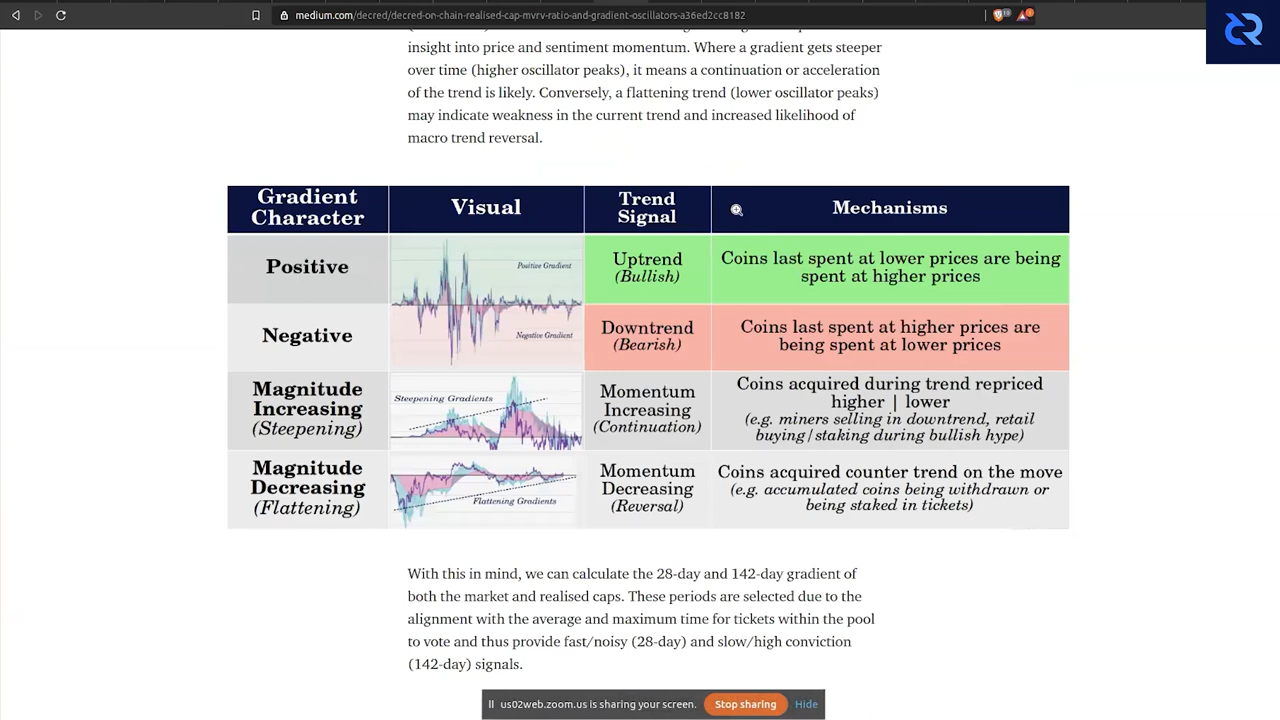 medium.com/decred/decred-on-chain-realised-cap-mvrv-ratio-and-gradient-oscillators-a36ed2cc8182
insight into price and sentiment momentum. Where a gradient gets steeper
over time (higher oscillator peaks), it means a continuation or acceleration
of the trend is likely. Conversely, a flattening trend (lower oscillator peaks)
may indicate weakness in the current trend and increased likelihood of
macro trend reversal.
Gradient
Character
Visual
Trend
Signal
Mechanisms
Positive
Positive Gradient
Uptrend
(Bullish)
Coins last spent at lower prices are being
spent at higher prices
Negative
Negative Gradient
Downtrend
(Bearish)
Coins last spent at higher prices are
being spent at lower prices
Magnitude
Increasing
(Steepening)
Steepening Gradients
Momentum
Increasing
(Continuation)
Coins acquired during trend repriced
higher | lower
(e.g. miners selling in downtrend, retail
buying/staking during bullish hype)
Magnitude
Decreasing
(Flattening)
Flattening Gradients
Momentum
Decreasing
(Reversal)
Coins acquired counter trend on the move
(e.g. accumulated coins being withdrawn or
being staked in tickets)
With this in mind, we can calculate the 28-day and 142-day gradient of
both the market and realised caps. These periods are selected due to the
alignment with the average and maximum time for tickets within the pool
to vote and thus provide fast/noisy (28-day) and slow/high conviction
(142-day) signals.
us02web.zoom.us is sharing your screen.
Stop sharing
Hide